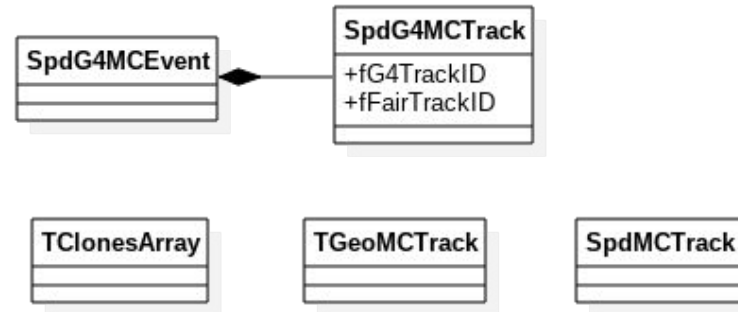 SpdG4MCEvent
SpdG4MCTrack
+fG4TrackID
+fFairTrackID
TClonesArray
TGeoMCTrack
SpdMCTrack